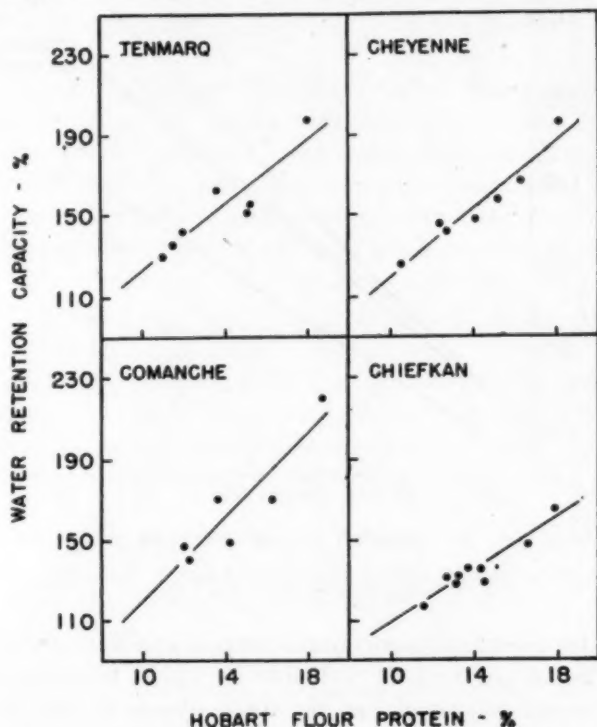 TENMARQ
CHEYENNE
230
190
150
110
COMANCHE
CHIEFKAN
230
190
150
110
10 14 18 10 14 18
WATER RETENTION CAPACITY - %
HOBART FLOUR PROTEIN - %